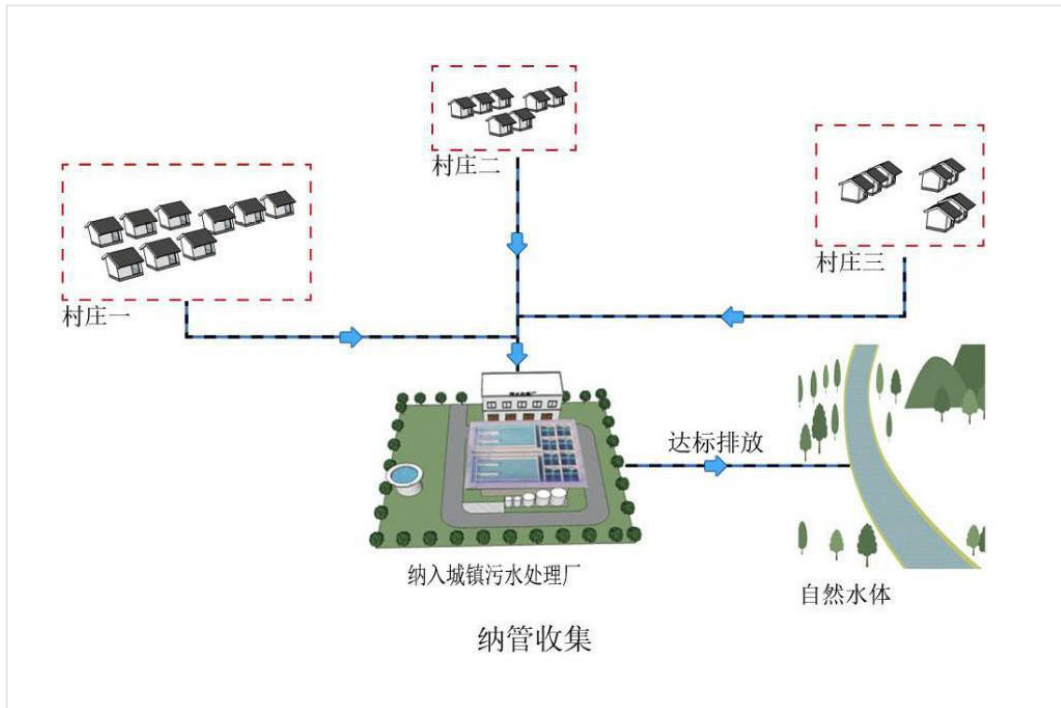 村庄二
村庄三
村庄一
达标排放
纳入城镇污水处理厂
自然水体
纳管收集